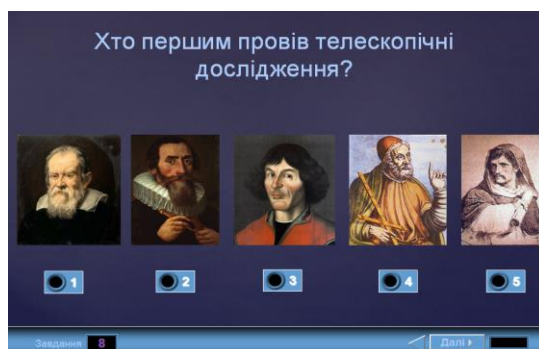 Хто першим провів телескопічні
дослідження?
1 2 3 4 5
Завдання 8 Далі